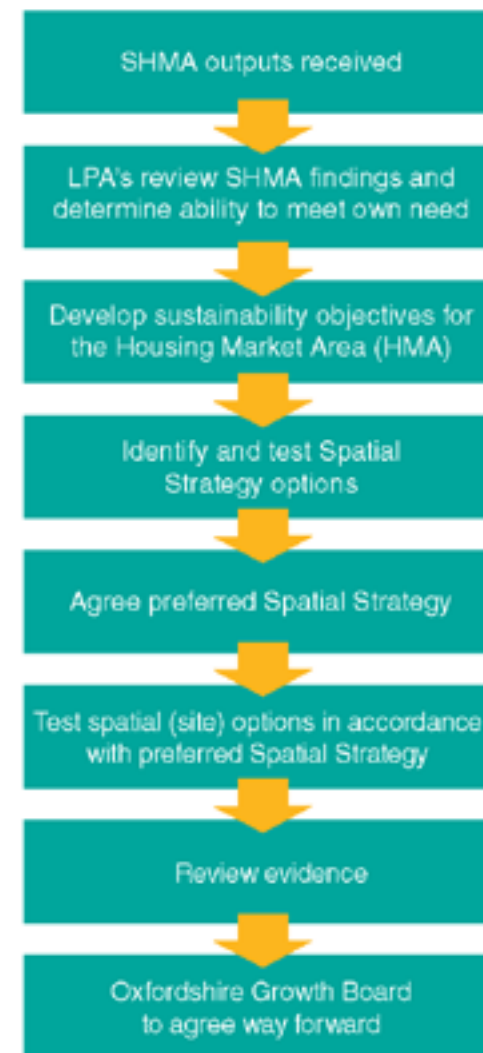 SHMA outputs received
LPA's review SHMA findings and
determine ability to meet own need
Develop sustainability objectives for
the Housing Market Area (HMA)
Identify and test Spatial
Strategy options
Agree preferred Spatial Strategy
Test spatial (site) options in accordance
with preferred Spatial Strategy
Review evidence
Oxfordshire Growth Board
to agree way forward